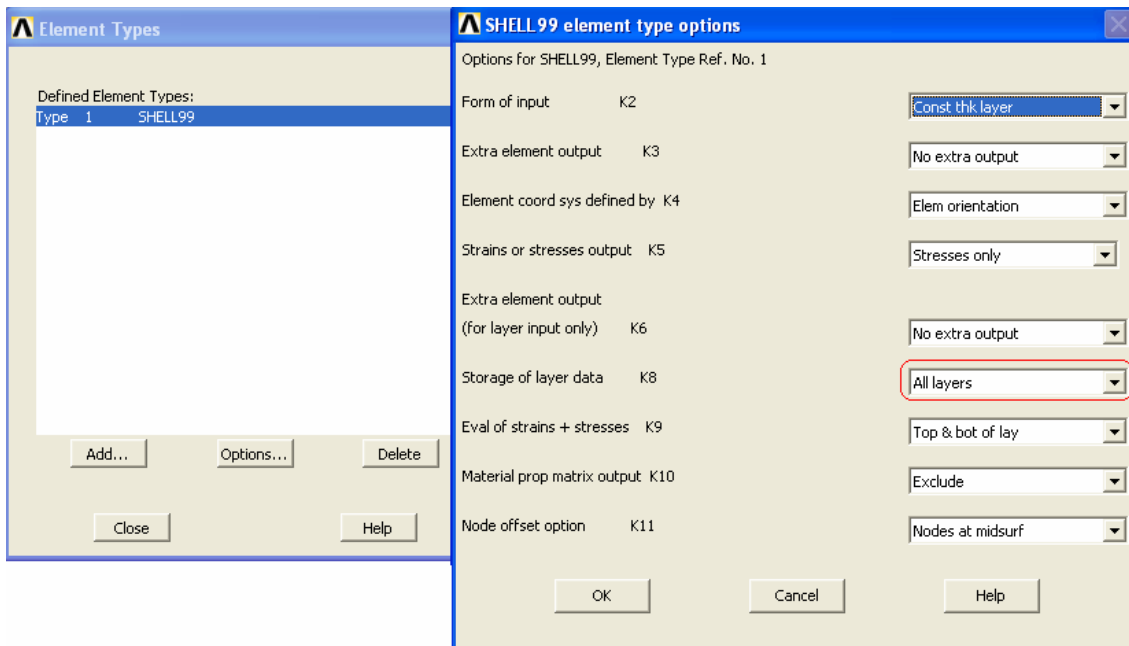 Element Types
Defined Element Types:
Type 1 SHELL99
Add... Options... Delete
Close Help
SHELL99 element type options
Options for SHELL99, Element Type Ref. No. 1
Form of input K2 Const thk layer
Extra element output K3 No extra output
Element coord sys defined by K4 Elem orientation
Strains or stresses output K5 Stresses only
Extra element output
(for layer input only) K6 No extra output
Storage of layer data K8 All layers
Eval of strains + stresses K9 Top & bot of lay
Material prop matrix output K10 Exclude
Node offset option K11 Nodes at midsurf
OK Cancel Help